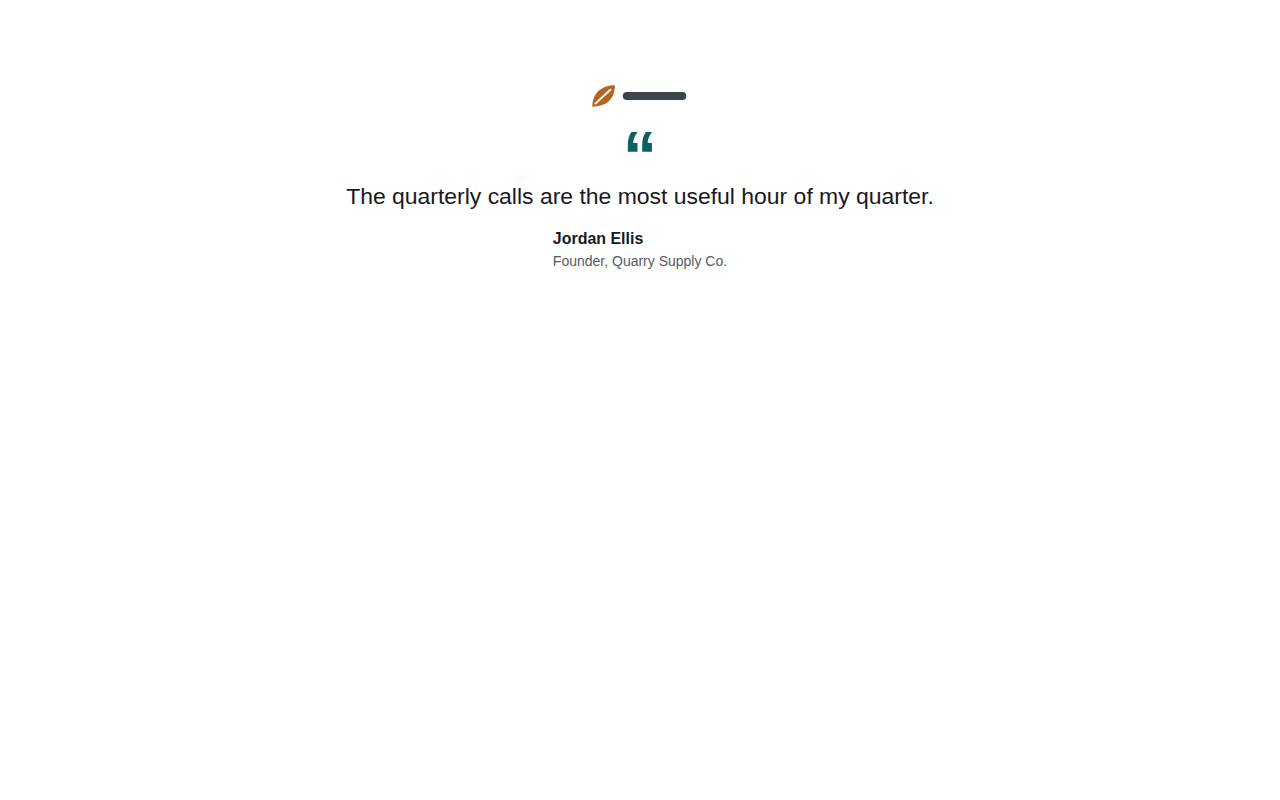 “
The quarterly calls are the most useful hour of my quarter.
Jordan Ellis
Founder, Quarry Supply Co.